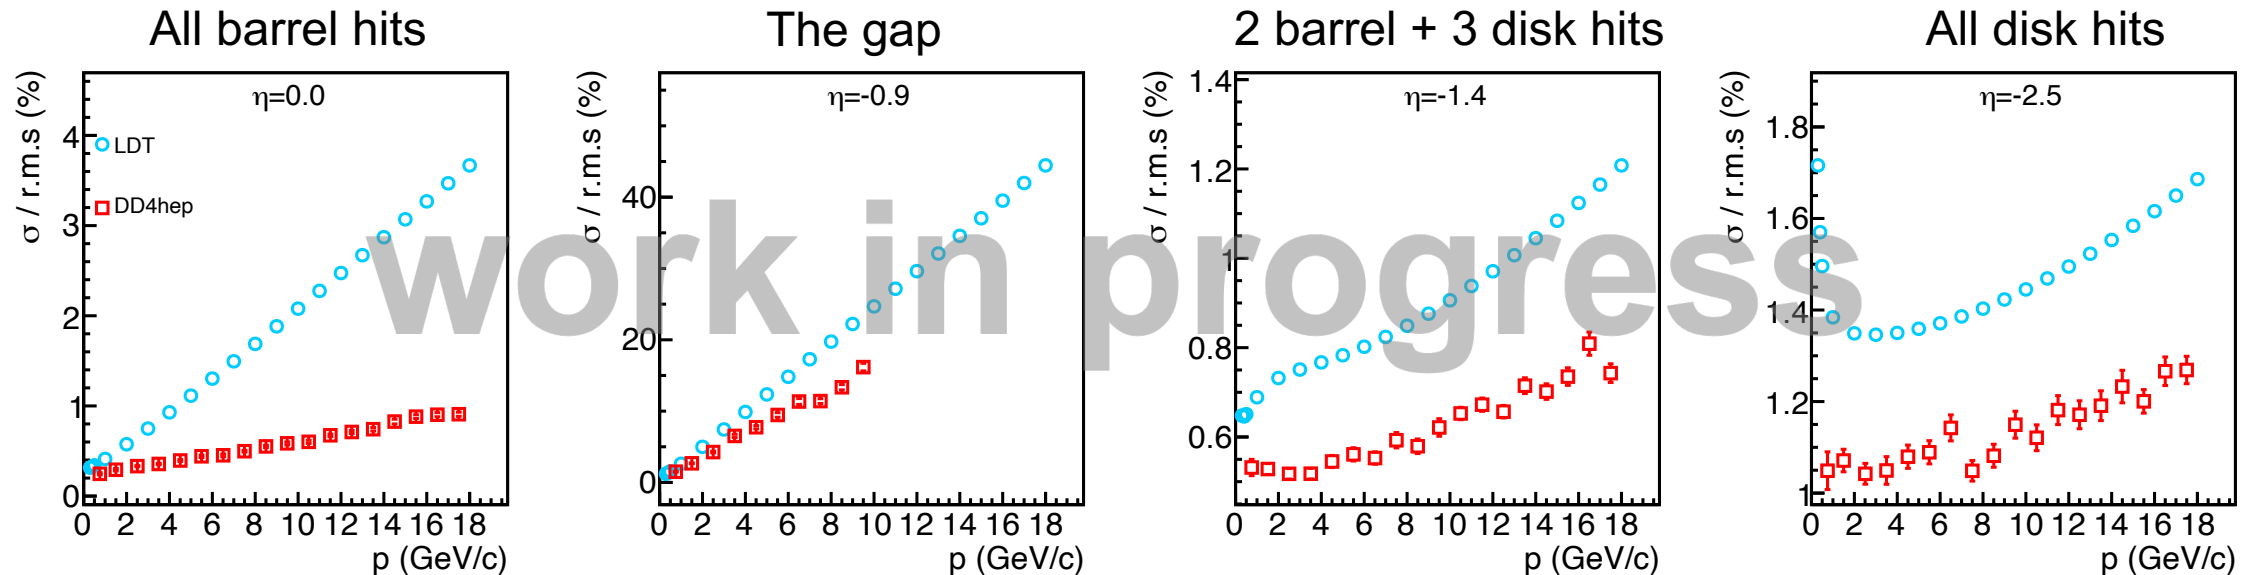 All barrel hits
The gap
2 barrel + 3 disk hits
All disk hits
σ / r.m.s (%)
η=0.0
LDT
DD4hep
4
3
2
1
0
0 2 4 6 8 10 12 14 16 18
p (GeV/c)
σ / r.m.s (%)
η=-0.9
40
20
0
0 2 4 6 8 10 12 14 16 18
p (GeV/c)
σ / r.m.s (%)
η=-1.4
1.4
1.2
1
0.8
0.6
0 2 4 6 8 10 12 14 16 18
p (GeV/c)
σ / r.m.s (%)
η=-2.5
1.8
1.6
1.4
1.2
1
0 2 4 6 8 10 12 14 16 18
p (GeV/c)
work in progress